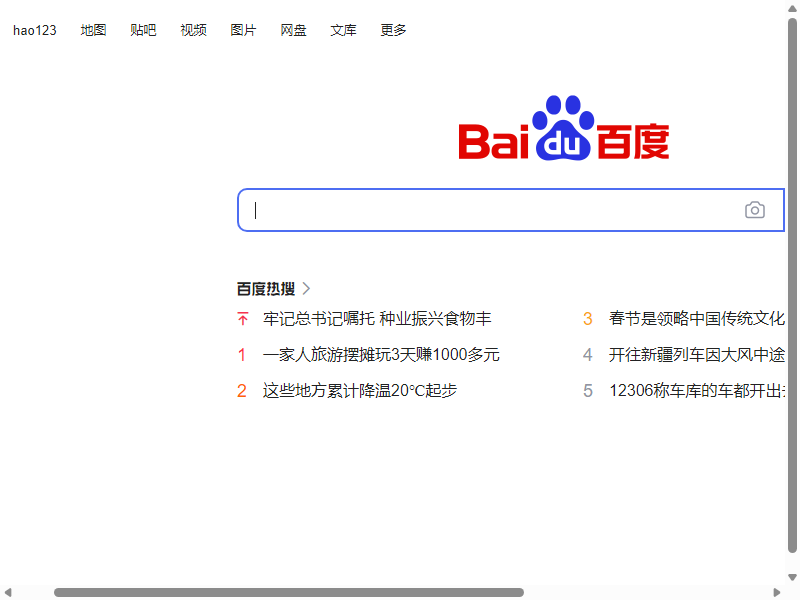 hao123 地图 贴吧 视频 图片 网盘 文库 更多
Bai du 百度
百度热搜
牢记总书记嘱托 种业振兴食物丰
3 春节是领略中国传统文化
1 一家人旅游摆摊玩3天赚1000多元
4 开往新疆列车因大风中途
2 这些地方累计降温20℃起步
5 12306称车库的车都开出